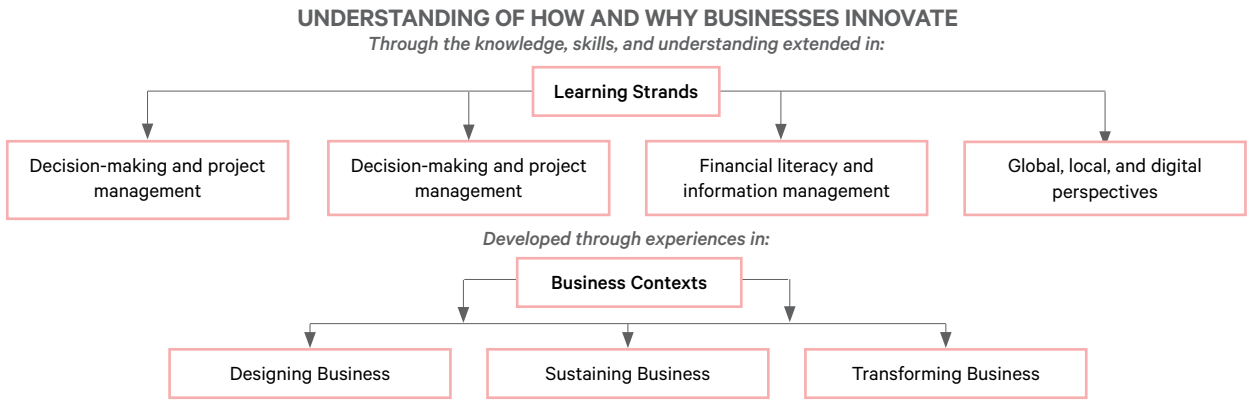 UNDERSTANDING OF HOW AND WHY BUSINESSES INNOVATE
Through the knowledge, skills, and understanding extended in:
Learning Strands
Decision-making and project
management
Decision-making and project
management
Financial literacy and
information management
Global, local, and digital
perspectives
Developed through experiences in:
Business Contexts
Designing Business
Sustaining Business
Transforming Business